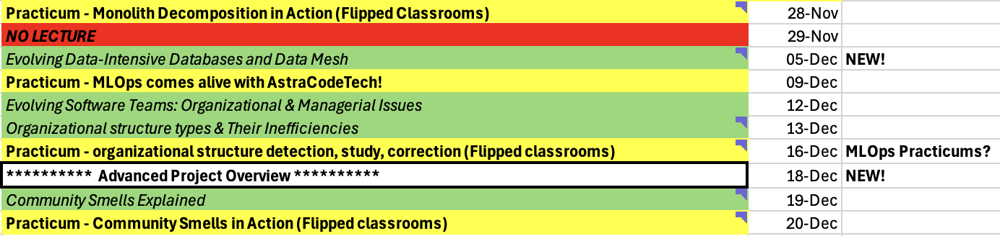 Practicum - Monolith Decomposition in Action (Flipped Classrooms) 28-Nov
NO LECTURE 29-Nov
Evolving Data-Intensive Databases and Data Mesh 05-Dec NEW!
Practicum - MLOps comes alive with AstraCodeTech! 09-Dec
Evolving Software Teams: Organizational & Managerial Issues 12-Dec
Organizational structure types & Their Inefficiencies 13-Dec
Practicum - organizational structure detection, study, correction (Flipped classrooms) 16-Dec MLOps Practicums?
********** Advanced Project Overview ********** 18-Dec NEW!
Community Smells Explained 19-Dec
Practicum - Community Smells in Action (Flipped classrooms) 20-Dec